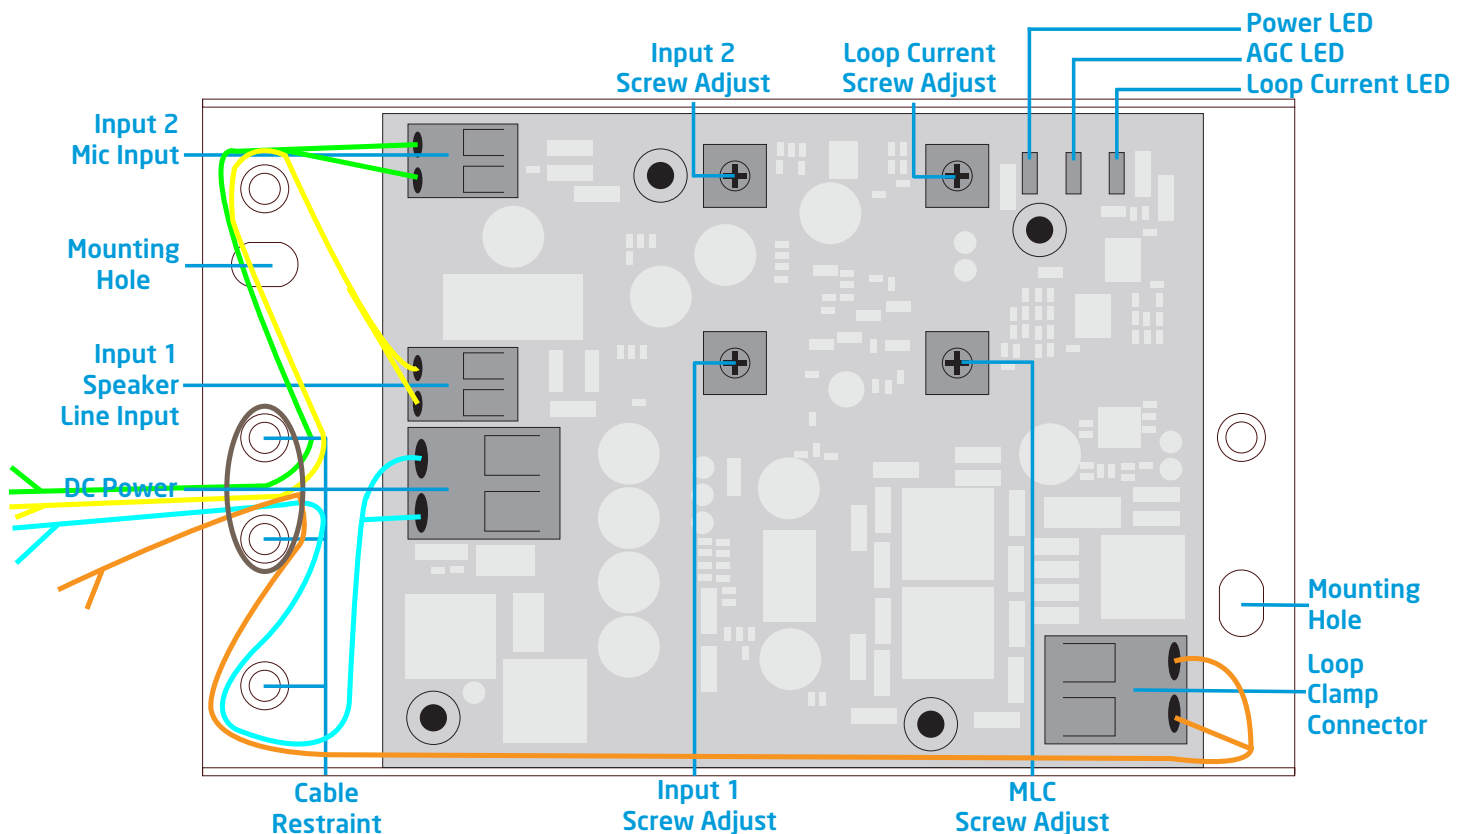 Power LED
AGC LED
Loop Current LED
Input 2
Screw Adjust
Loop Current
Screw Adjust
Input 2
Mic Input
Mounting
Hole
Input 1
Speaker
Line Input
DC Power
Mounting
Hole
Loop
Clamp
Connector
Cable
Restraint
Input 1
Screw Adjust
MLC
Screw Adjust